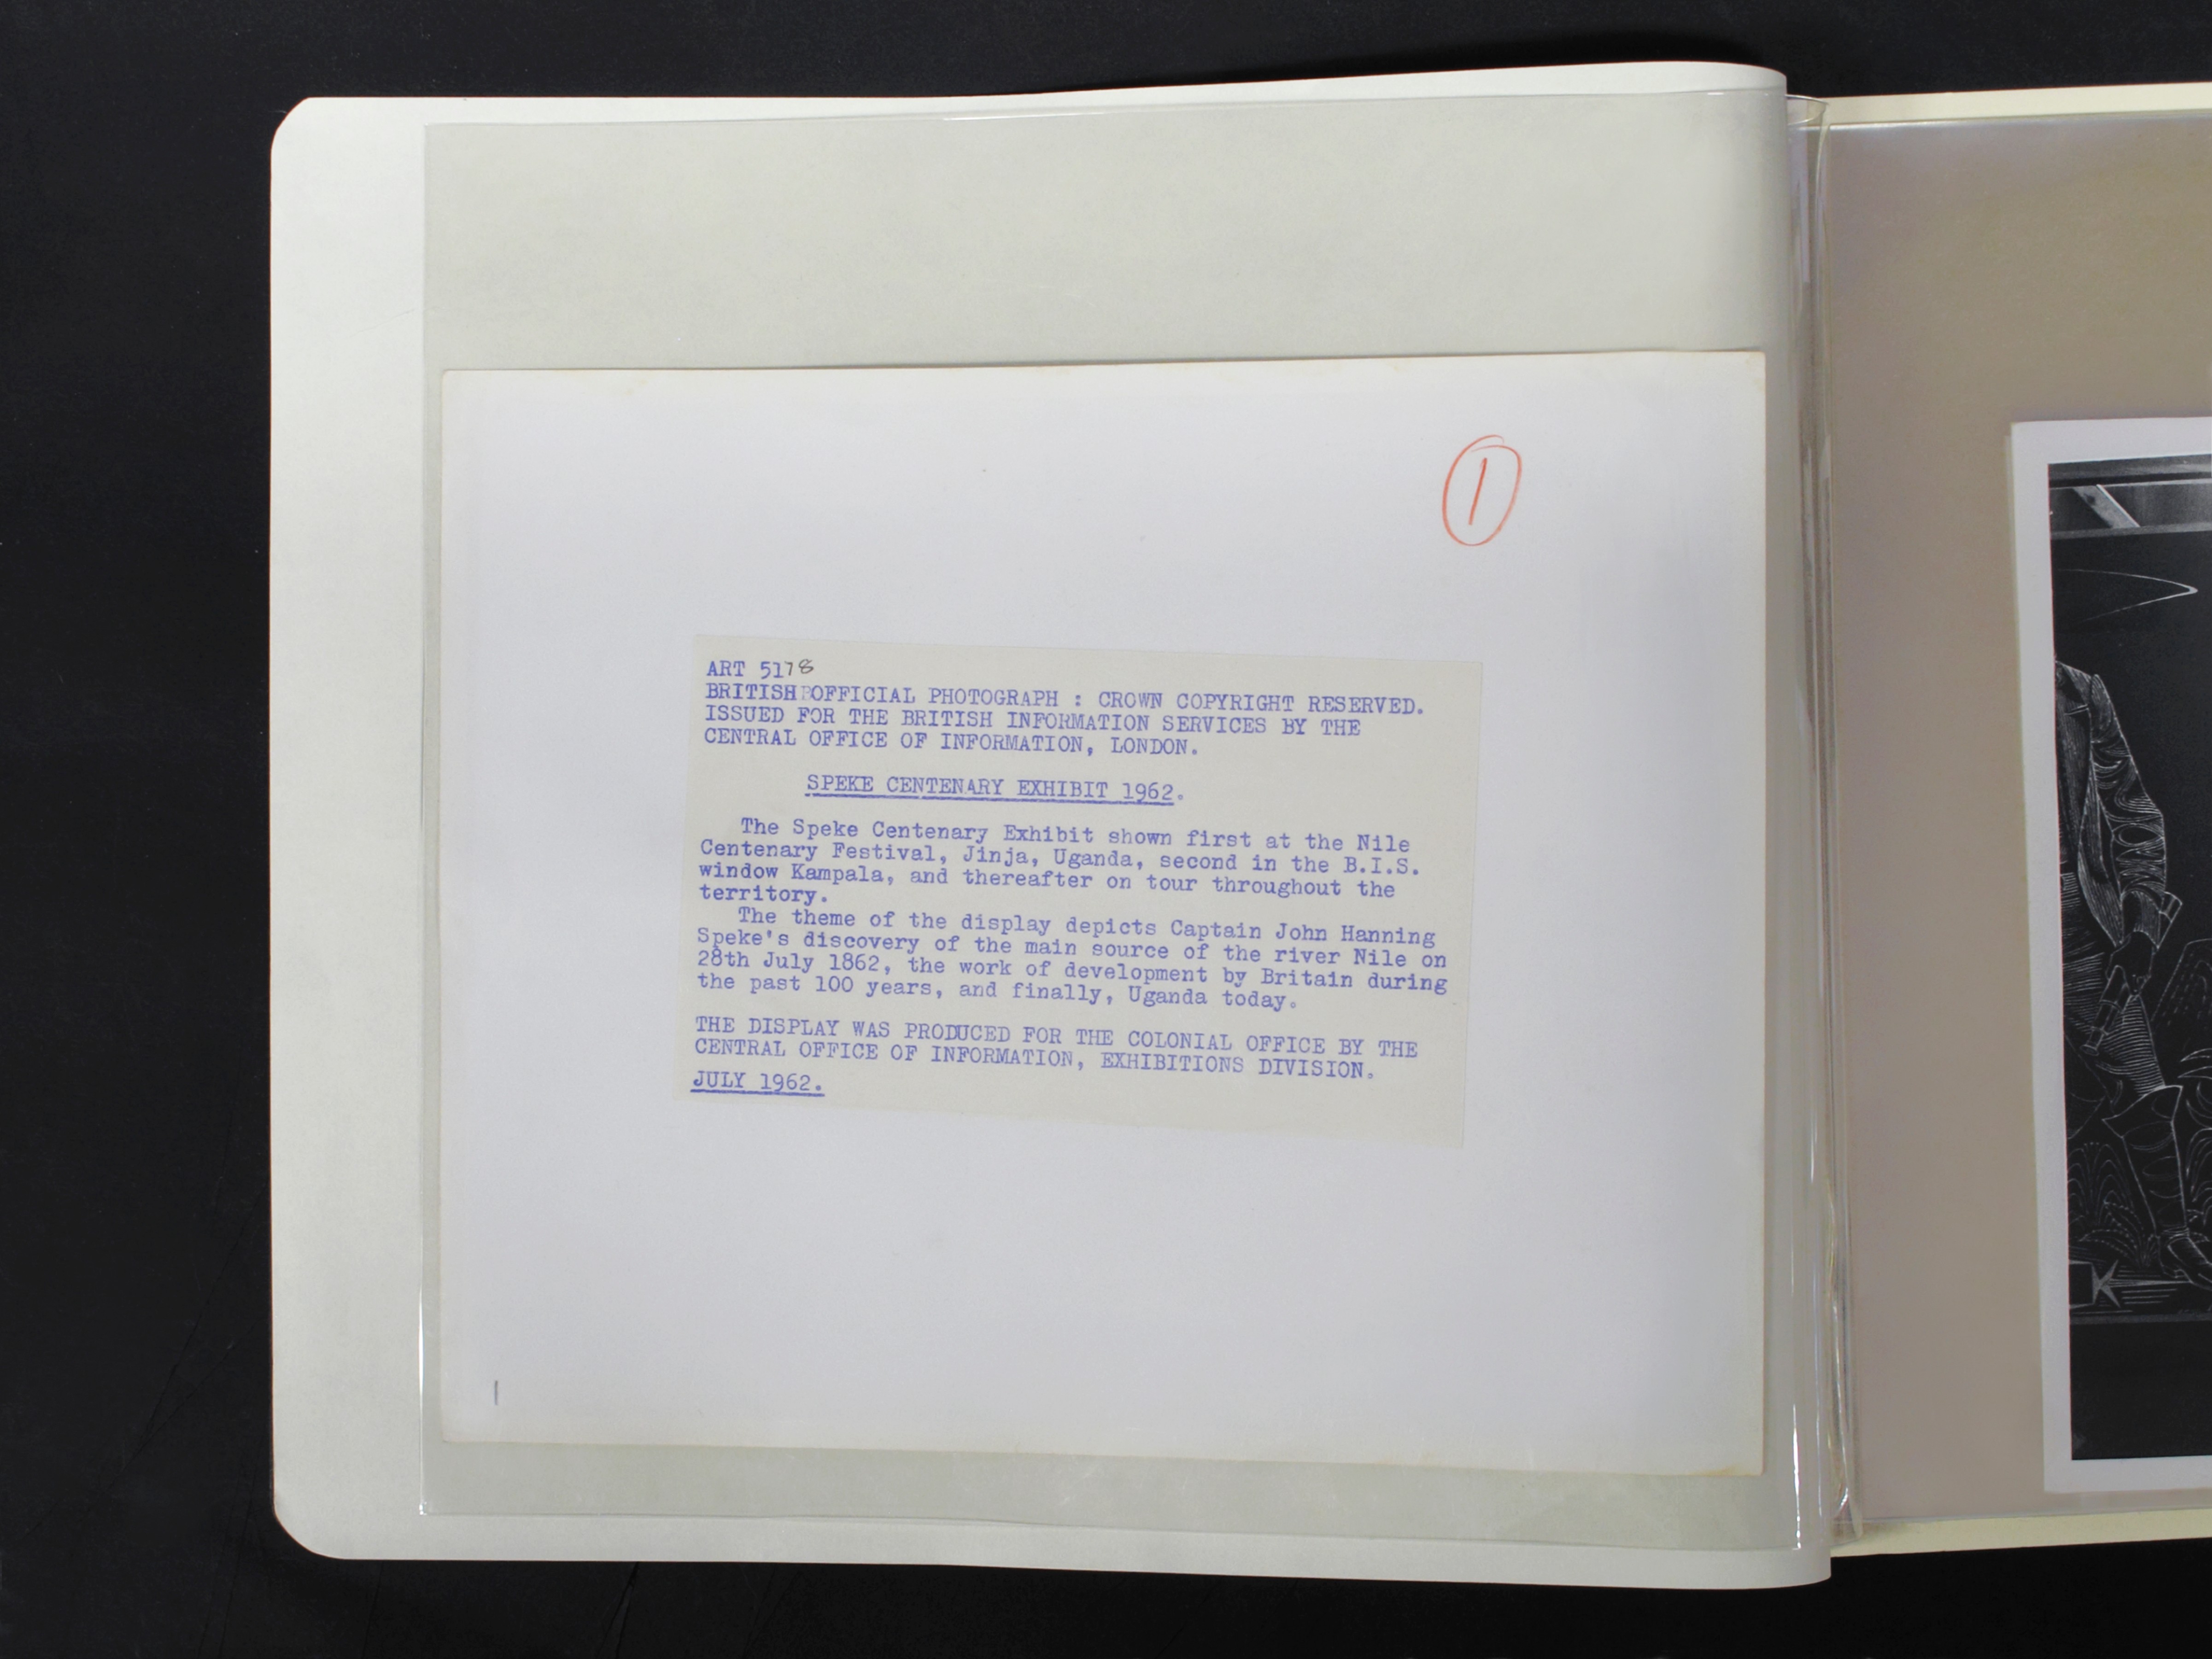 1
ART 5178
BRITISH OFFICIAL PHOTOGRAPH : CROWN COPYRIGHT RESERVED.
ISSUED FOR THE BRITISH INFORMATION SERVICES BY THE
CENTRAL OFFICE OF INFORMATION, LONDON.
SPEKE CENTENARY EXHIBIT 1962.
The Speke Centenary Exhibit shown first at the Nile
Centenary Festival, Jinja, Uganda, second in the B.I.S.
window Kampala, and thereafter on tour throughout the
territory.
The theme of the display depicts Captain John Hanning
Speke's discovery of the main source of the river Nile on
28th July 1862, the work of development by Britain during
the past 100 years, and finally, Uganda today.
THE DISPLAY WAS PRODUCED FOR THE COLONIAL OFFICE BY THE
CENTRAL OFFICE OF INFORMATION, EXHIBITIONS DIVISION.
JULY 1962.